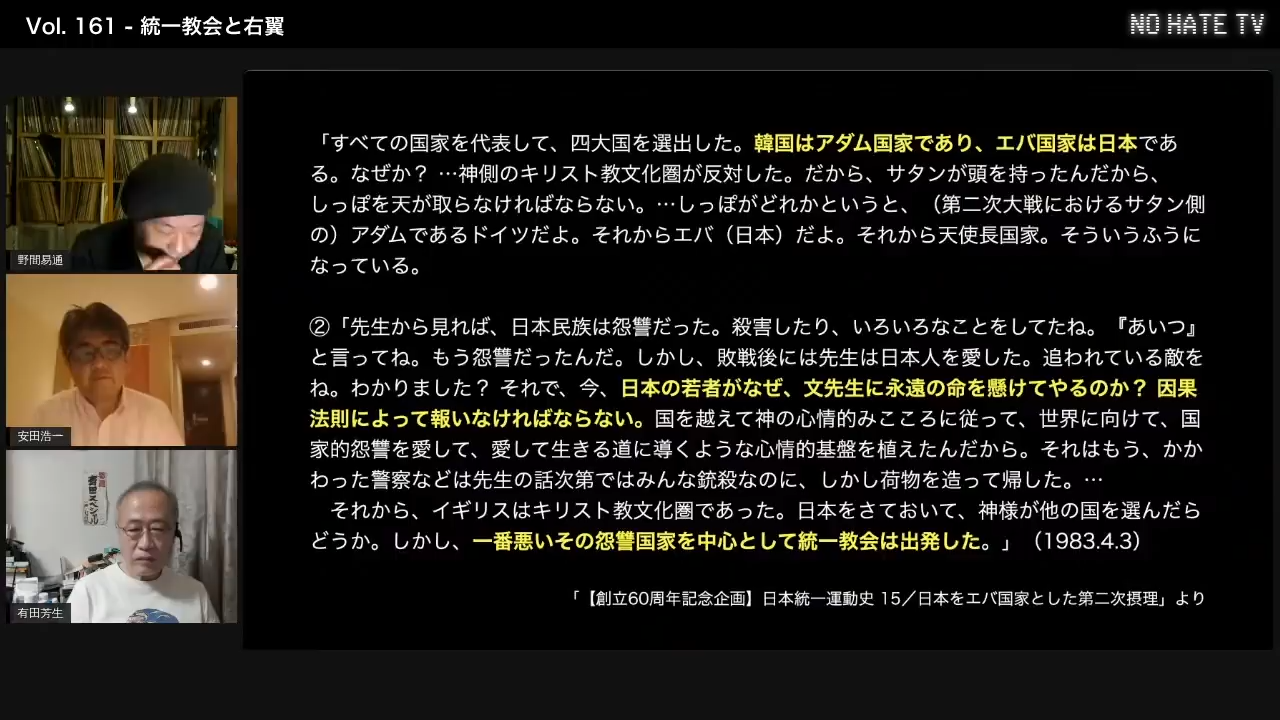 Vol. 161 - 統一教会と右翼
NO HATE TV
「すべての国家を代表して、四大国を選出した。韓国はアダム国家であり、エバ国家は日本であ
る。なぜか？ …神側のキリスト教文化圏が反対した。だから、サタンが頭を持ったんだから、
しっぽを天が取らなければならない。…しっぽがどれかというと、（第二次大戦におけるサタン側
の）アダムであるドイツだよ。それからエバ（日本）だよ。それから天使長国家。そういうふうに
なっている。
②「先生から見れば、日本民族は怨讐だった。殺害したり、いろいろなことをしてたね。『あいつ』
と言ってね。もう怨讐だったんだ。しかし、敗戦後には先生は日本人を愛した。追われている敵を
ね。わかりました？ それで、今、日本の若者がなぜ、文先生に永遠の命を懸けてやるのか？ 因果
法則によって報いなければならない。国を越えて神の心情的みこころに従って、世界に向けて、国
家的怨讐を愛して、愛して生きる道に導くような心情的基盤を植えたんだから。それはもう、かか
わった警察などは先生の話次第ではみんな銃殺なのに、しかし荷物を造って帰した。…
それから、イギリスはキリスト教文化圏であった。日本をさておいて、神様が他の国を選んだら
どうか。しかし、一番悪いその怨讐国家を中心として統一教会は出発した。」（1983.4.3）
「【創立60周年記念企画】日本統一運動史 15／日本をエバ国家とした第二次摂理」より
野間易通
安田浩一
有田芳生